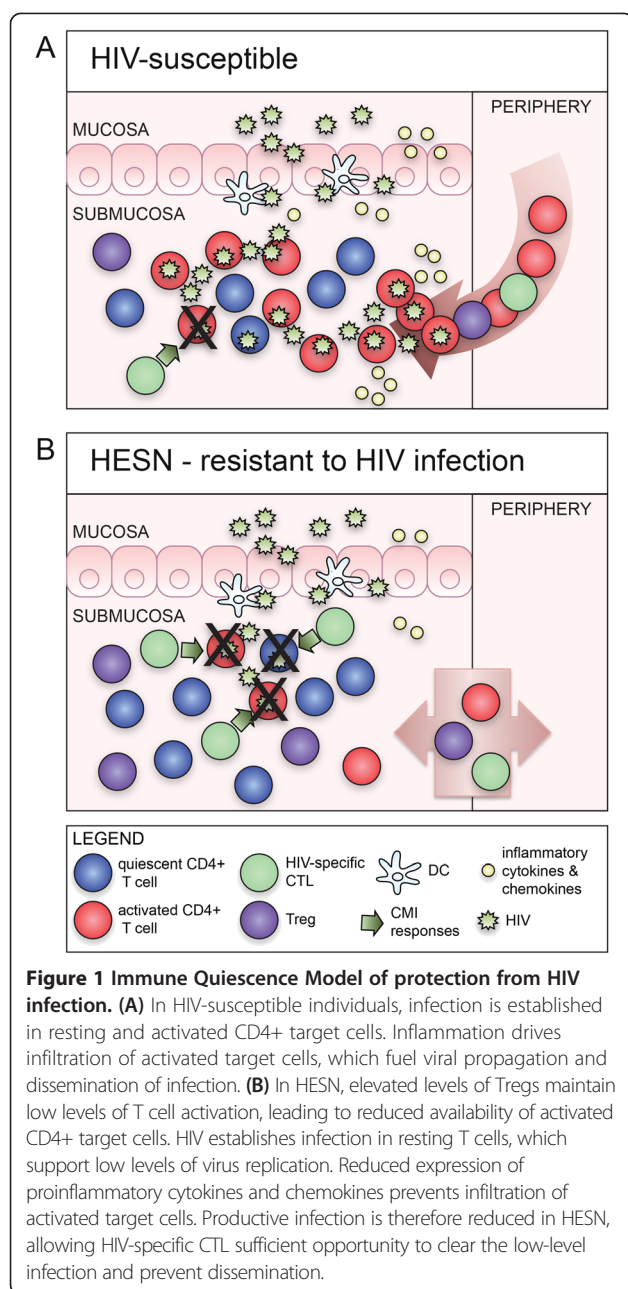 A
HIV-susceptible
MUCOSA
PERIPHERY
SUBMUCOSA
B
HESN - resistant to HIV infection
MUCOSA
PERIPHERY
SUBMUCOSA
LEGEND
quiescent CD4+
T cell
HIV-specific
CTL
DC
inflammatory
cytokines &
chemokines
activated CD4+
T cell
Treg
CMI
responses
HIV
Figure 1 Immune Quiescence Model of protection from HIV
infection. (A) In HIV-susceptible individuals, infection is established
in resting and activated CD4+ target cells. Inflammation drives
infiltration of activated target cells, which fuel viral propagation and
dissemination of infection. (B) In HESN, elevated levels of Tregs maintain
low levels of T cell activation, leading to reduced availability of activated
CD4+ target cells. HIV establishes infection in resting T cells, which
support low levels of virus replication. Reduced expression of
proinflammatory cytokines and chemokines prevents infiltration of
activated target cells. Productive infection is therefore reduced in HESN,
allowing HIV-specific CTL sufficient opportunity to clear the low-level
infection and prevent dissemination.